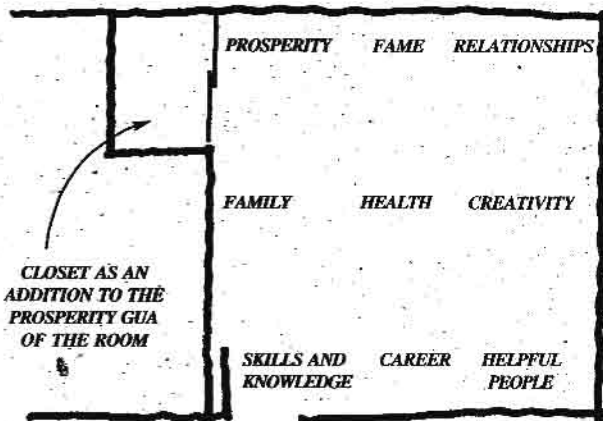 PROSPERITY FAME RELATIONSHIPS
FAMILY HEALTH CREATIVITY
CLOSET AS AN
ADDITION TO THE
PROSPERITY GUA
OF THE ROOM
SKILLS AND
KNOWLEDGE
CAREER
HELPFUL
PEOPLE